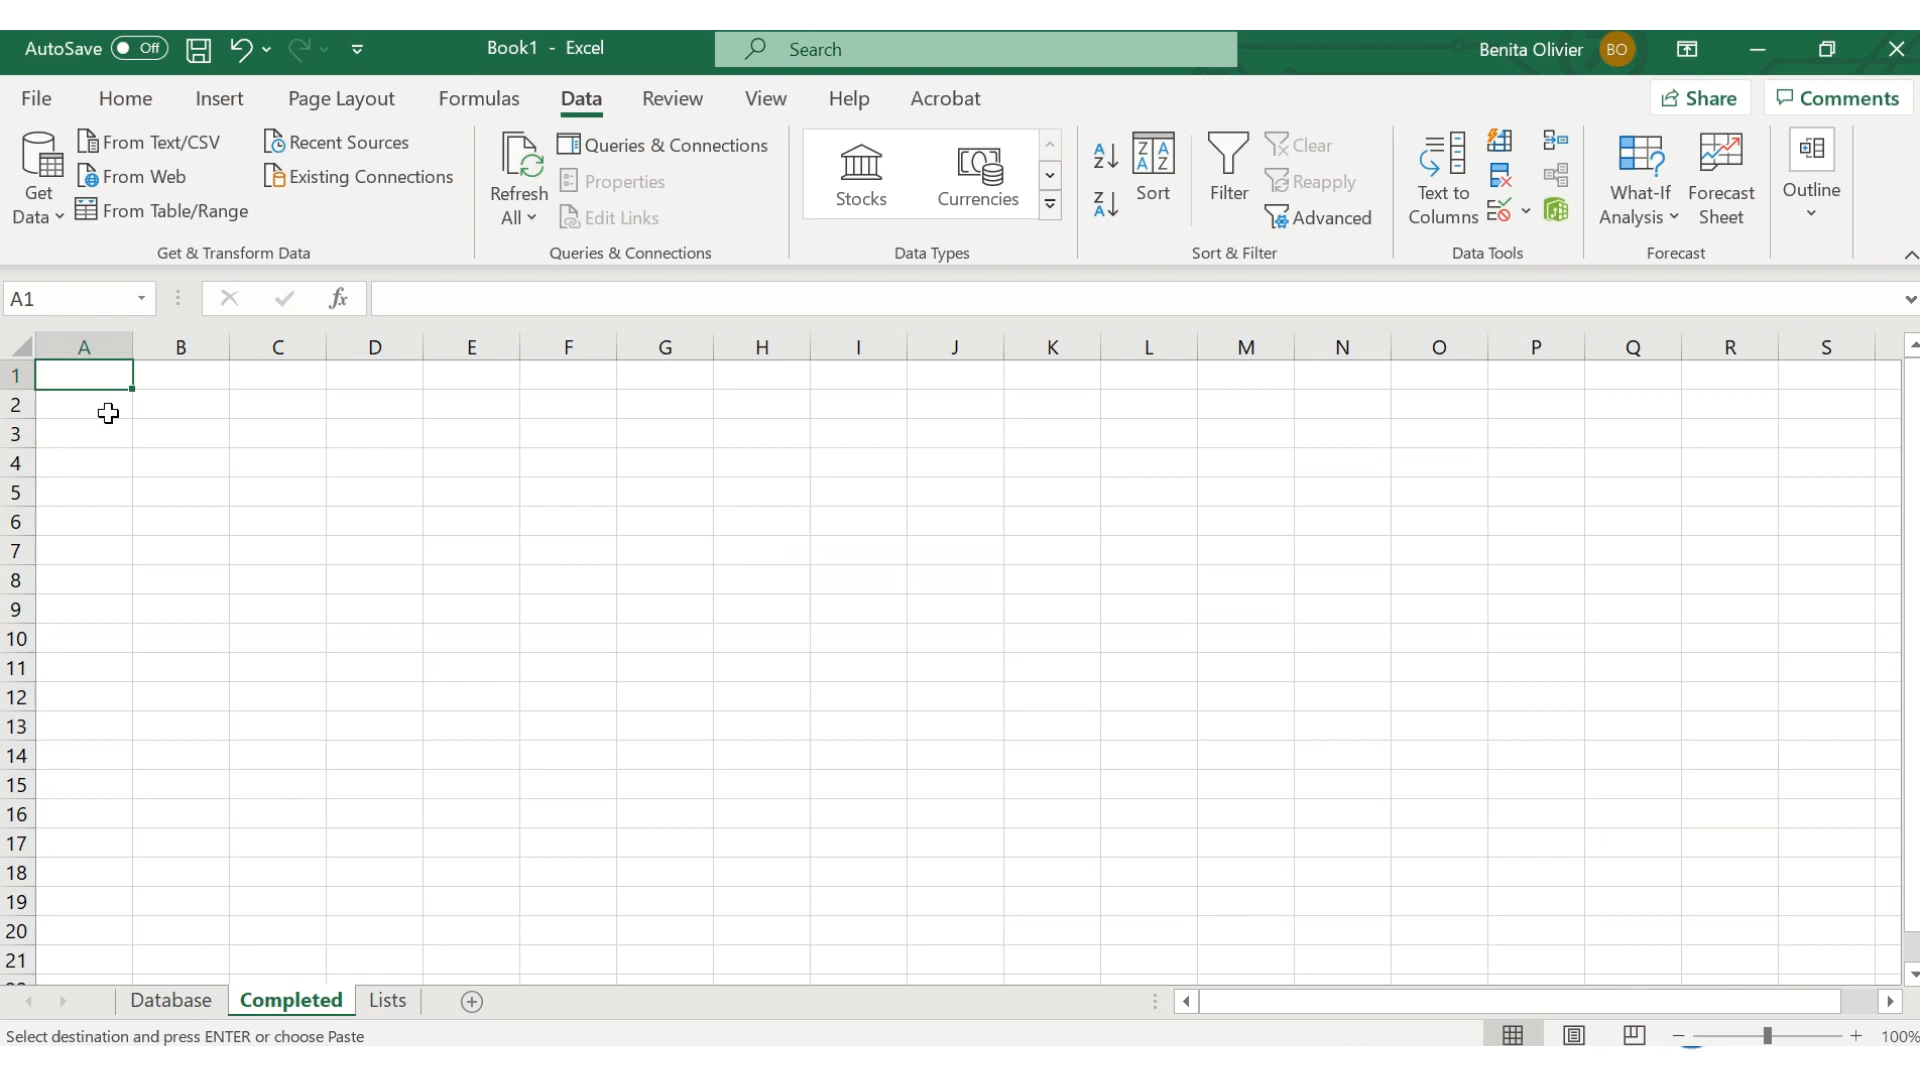 AutoSave Off Book1 - Excel Search Benita Olivier BO
File Home Insert Page Layout Formulas Data Review View Help Acrobat Share Comments
Get Data
From Text/CSV
From Web
From Table/Range
Recent Sources
Existing Connections
Get & Transform Data
Refresh All
Queries & Connections
Properties
Edit Links
Queries & Connections
Stocks
Currencies
Data Types
Sort
Filter
Clear
Reapply
Advanced
Sort & Filter
Text to Columns
Data Tools
What-If Analysis
Forecast Sheet
Forecast
Outline
A1 fx
A B C D E F G H I J K L M N O P Q R S
1
2
3
4
5
6
7
8
9
10
11
12
13
14
15
16
17
18
19
20
21
Database Completed Lists
Select destination and press ENTER or choose Paste 100%